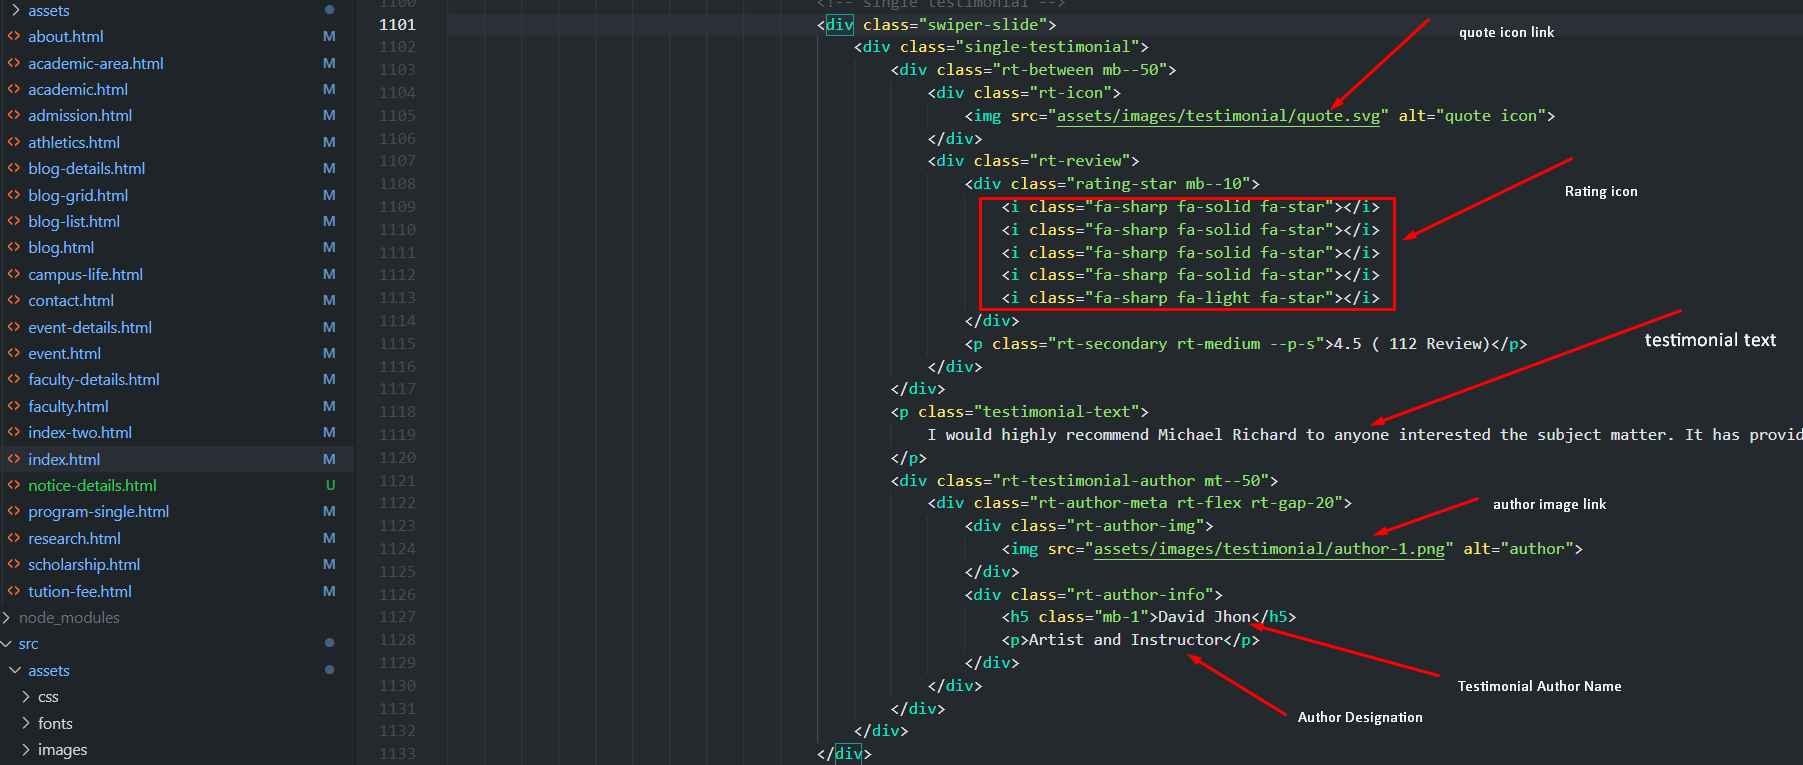 assets
about.html M
academic-area.html M
academic.html M
admission.html M
athletics.html M
blog-details.html M
blog-grid.html M
blog-list.html M
blog.html M
campus-life.html M
contact.html M
event-details.html M
event.html M
faculty-details.html M
faculty.html M
index-two.html M
index.html M
notice-details.html U
program-single.html M
research.html M
scholarship.html M
tution-fee.html M
node_modules
src
assets
css
fonts
images
1100 <!-- single testimonial -->
1101 <div class="swiper-slide">
1102 <div class="single-testimonial">
1103 <div class="rt-between mb--50">
1104 <div class="rt-icon">
1105 <img src="assets/images/testimonial/quote.svg" alt="quote icon">
1106 </div>
1107 <div class="rt-review">
1108 <div class="rating-star mb--10">
1109 <i class="fa-sharp fa-solid fa-star"></i>
1110 <i class="fa-sharp fa-solid fa-star"></i>
1111 <i class="fa-sharp fa-solid fa-star"></i>
1112 <i class="fa-sharp fa-solid fa-star"></i>
1113 <i class="fa-sharp fa-light fa-star"></i>
1114 </div>
1115 <p class="rt-secondary rt-medium --p-s">4.5 ( 112 Review)</p>
1116 </div>
1117 </div>
1118 <p class="testimonial-text">
1119 I would highly recommend Michael Richard to anyone interested the subject matter. It has provid
1120 </p>
1121 <div class="rt-testimonial-author mt--50">
1122 <div class="rt-author-meta rt-flex rt-gap-20">
1123 <div class="rt-author-img">
1124 <img src="assets/images/testimonial/author-1.png" alt="author">
1125 </div>
1126 <div class="rt-author-info">
1127 <h5 class="mb-1">David Jhon</h5>
1128 <p>Artist and Instructor</p>
1129 </div>
1130 </div>
1131 </div>
1132 </div>
1133 </div>
quote icon link
Rating icon
testimonial text
author image link
Testimonial Author Name
Author Designation